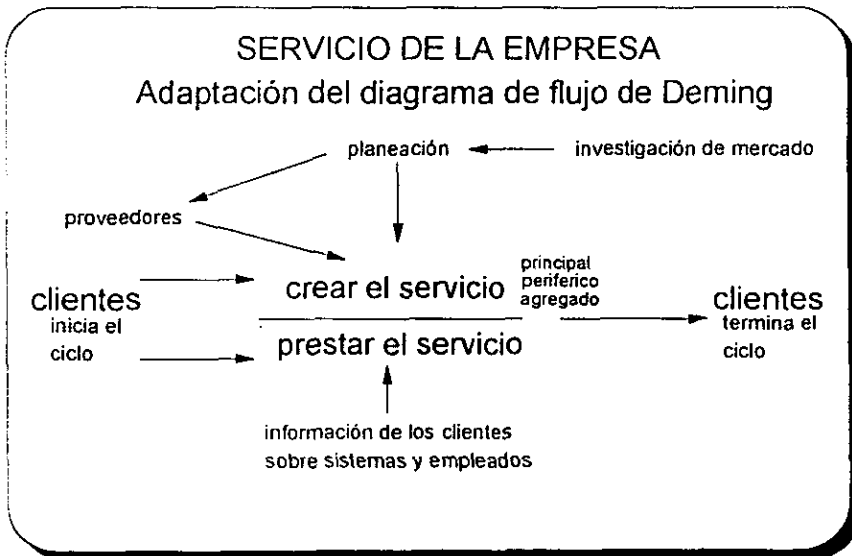 SERVICIO DE LA EMPRESA
Adaptación del diagrama de flujo de Deming
planeación
investigación de mercado
proveedores
clientes
inicia el
ciclo
crear el servicio
principal
periferico
agregado
prestar el servicio
clientes
termina el
ciclo
información de los clientes
sobre sistemas y empleados